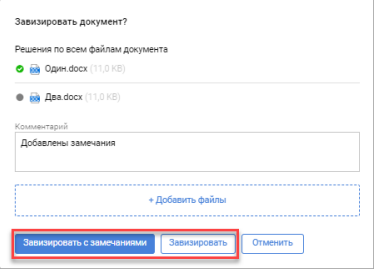 Завизировать документ?
Решения по всем файлам документа
Один.docx (11,0 KB)
Два.docx (11,0 KB)
Комментарий
Добавлены замечания
+ Добавить файлы
Завизировать с замечаниями Завизировать Отменить